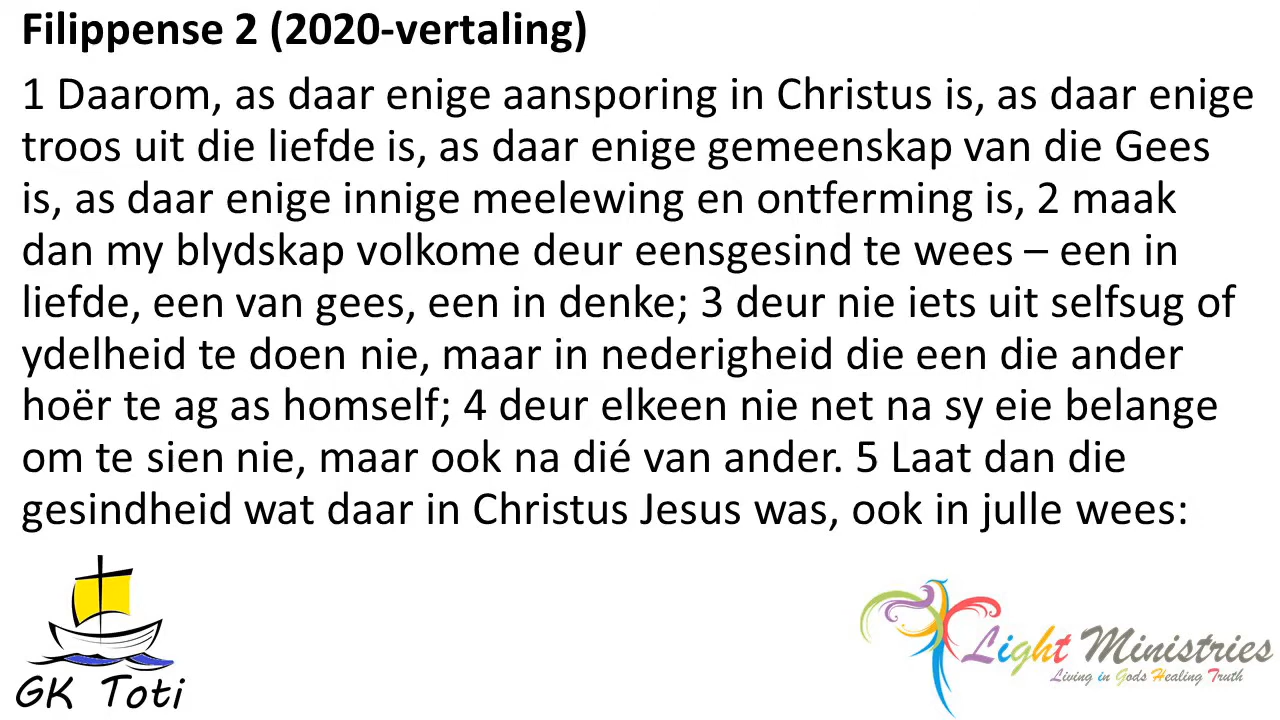 Filippense 2 (2020-vertaling)
1 Daarom, as daar enige aansporing in Christus is, as daar enige
troos uit die liefde is, as daar enige gemeenskap van die Gees
is, as daar enige innige meelewing en ontferming is, 2 maak
dan my blydskap volkome deur eensgesind te wees – een in
liefde, een van gees, een in denke; 3 deur nie iets uit selfsug of
ydelheid te doen nie, maar in nederigheid die een die ander
hoër te ag as homself; 4 deur elkeen nie net na sy eie belange
om te sien nie, maar ook na dié van ander. 5 Laat dan die
gesindheid wat daar in Christus Jesus was, ook in julle wees:
GK Toti
Light Ministries
Living in Gods Healing Truth